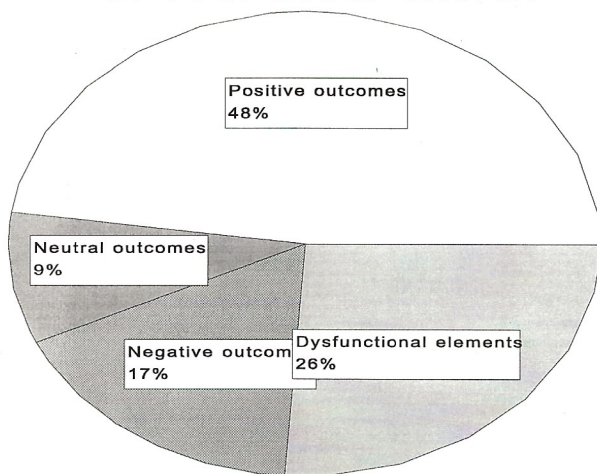 Positive outcomes
48%
Neutral outcomes
9%
Negative outcom
17%
Dysfunctional elements
26%